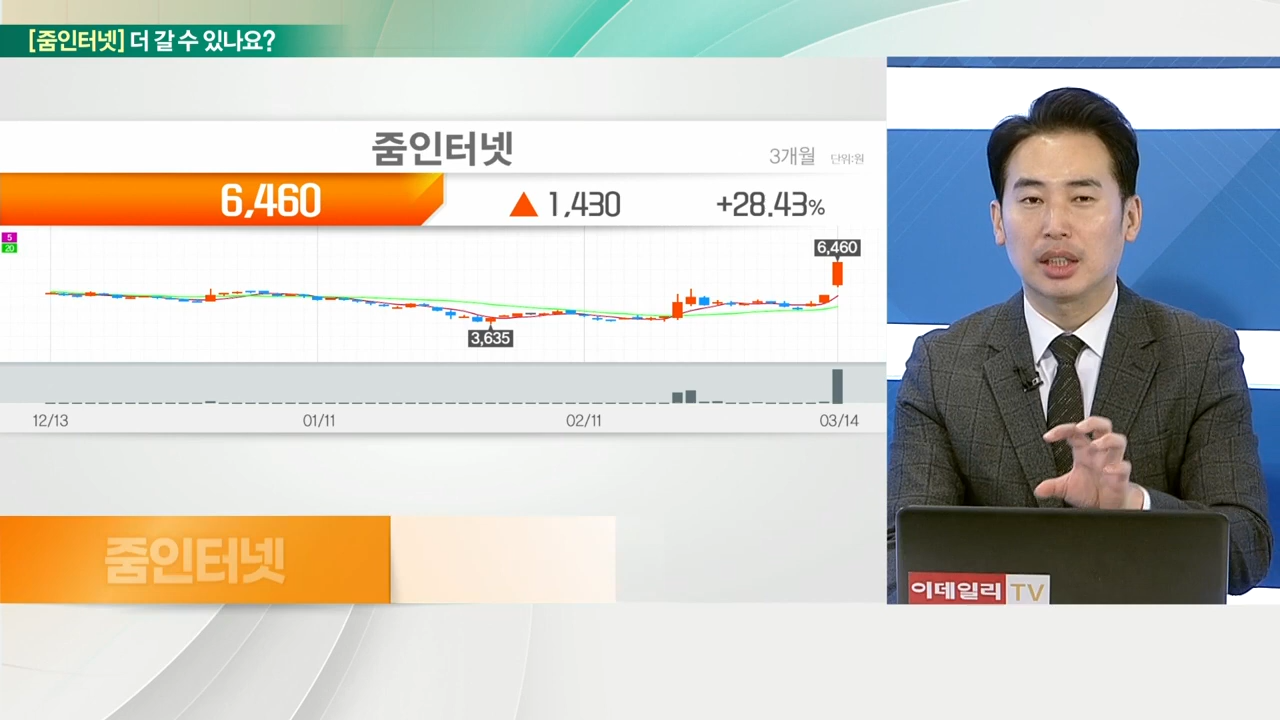 [줌인터넷] 더 갈 수 있나요?
줌인터넷
3개월 단위:원
6,460 ▲ 1,430 +28.43%
5
20
6,460
3,635
12/13 01/11 02/11 03/14
줌인터넷
이데일리 TV